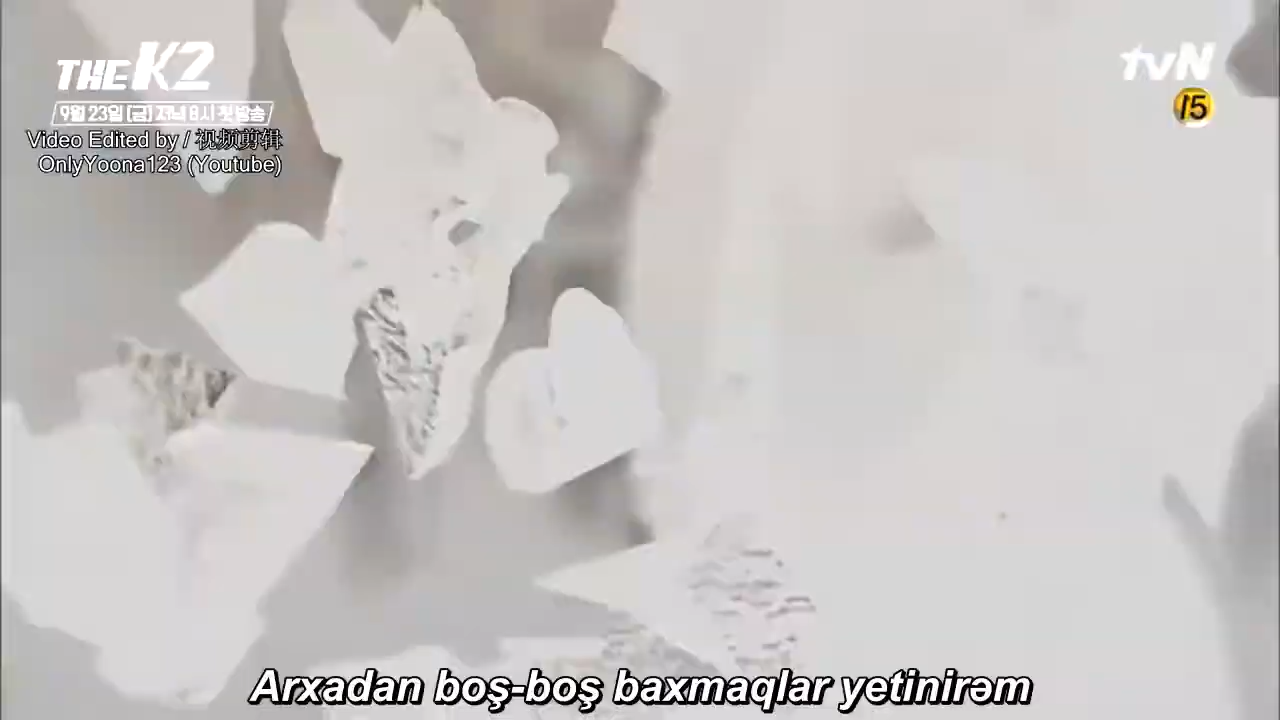 THE K2
tvN
15
9월 23일 (금) 저녁 8시 첫방송
Video Edited by / 视频剪辑
OnlyYoona123 (Youtube)
Arxadan boş-boş baxmaqlar yetinirəm